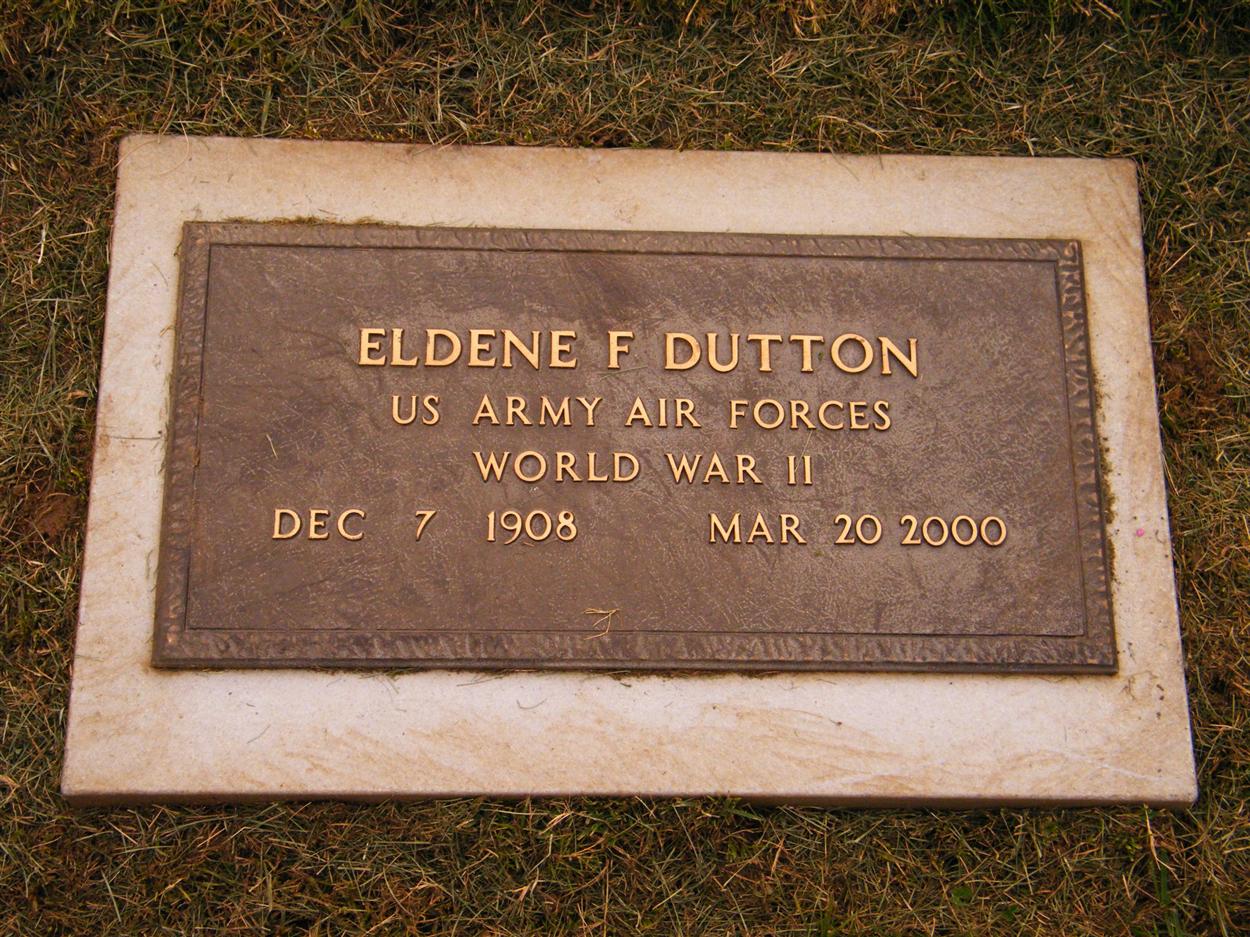 ELDENE F DUTTON
US ARMY AIR FORCES
WORLD WAR II
DEC 7 1908 MAR 20 2000